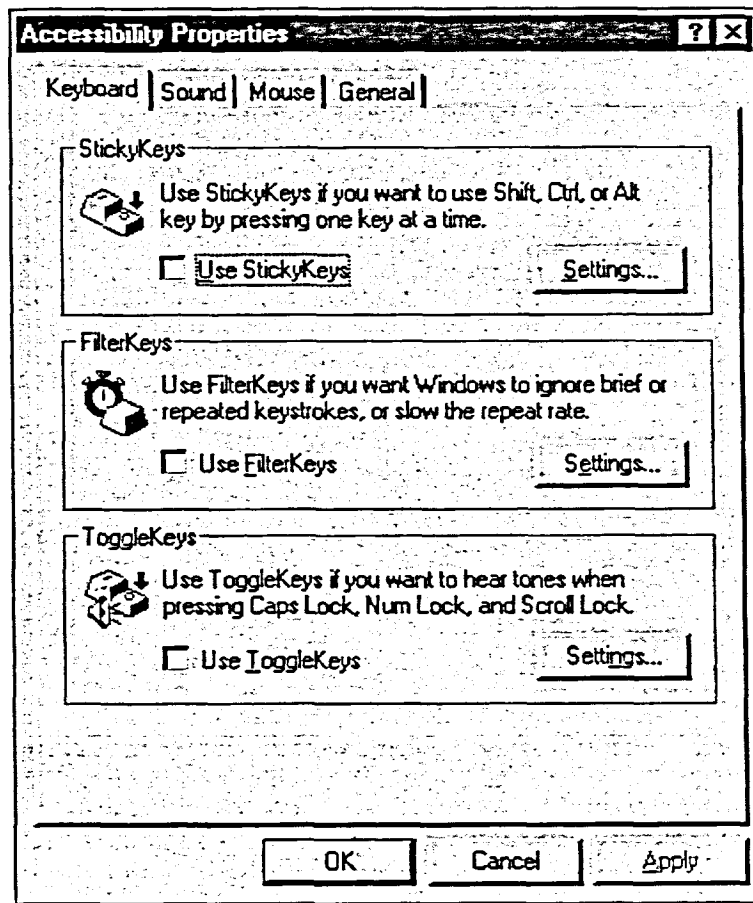 Accessibility Properties ? X
Keyboard Sound Mouse General
StickyKeys
Use StickyKeys if you want to use Shift, Ctrl, or Alt
key by pressing one key at a time.
Use StickyKeys Settings...
FilterKeys
Use FilterKeys if you want Windows to ignore brief or
repeated keystrokes, or slow the repeat rate.
Use FilterKeys Settings...
ToggleKeys
Use ToggleKeys if you want to hear tones when
pressing Caps Lock, Num Lock, and Scroll Lock.
Use ToggleKeys Settings...
OK Cancel Apply